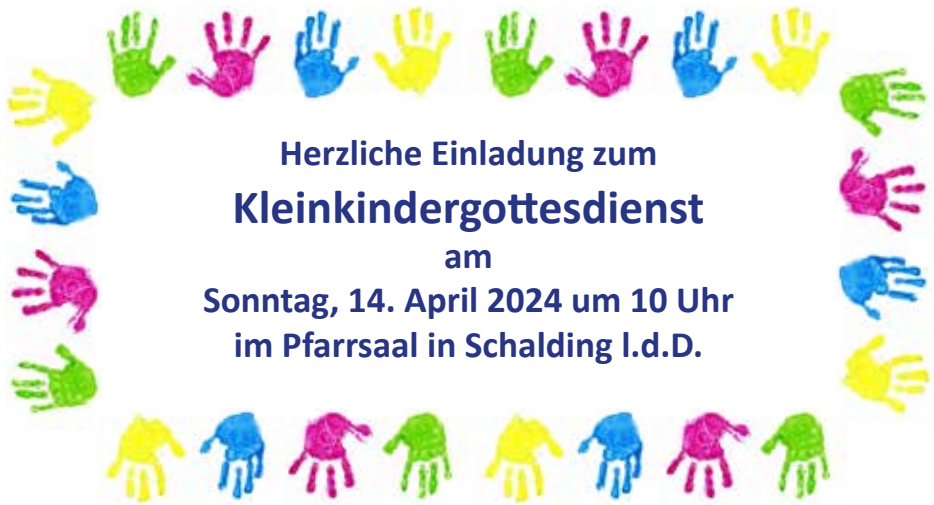 Herzliche Einladung zum
Kleinkindergottesdienst
am
Sonntag, 14. April 2024 um 10 Uhr
im Pfarrsaal in Schalding l.d.D.